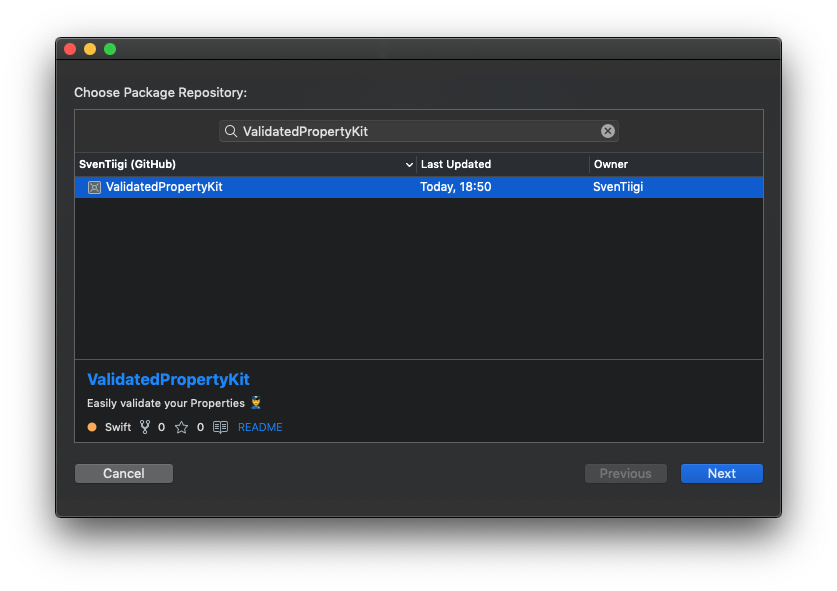 Choose Package Repository:
ValidatedPropertyKit
SvenTiigi (GitHub) Last Updated Owner
ValidatedPropertyKit Today, 18:50 SvenTiigi
ValidatedPropertyKit
Easily validate your Properties 👮
Swift 0 0 README
Cancel Previous Next